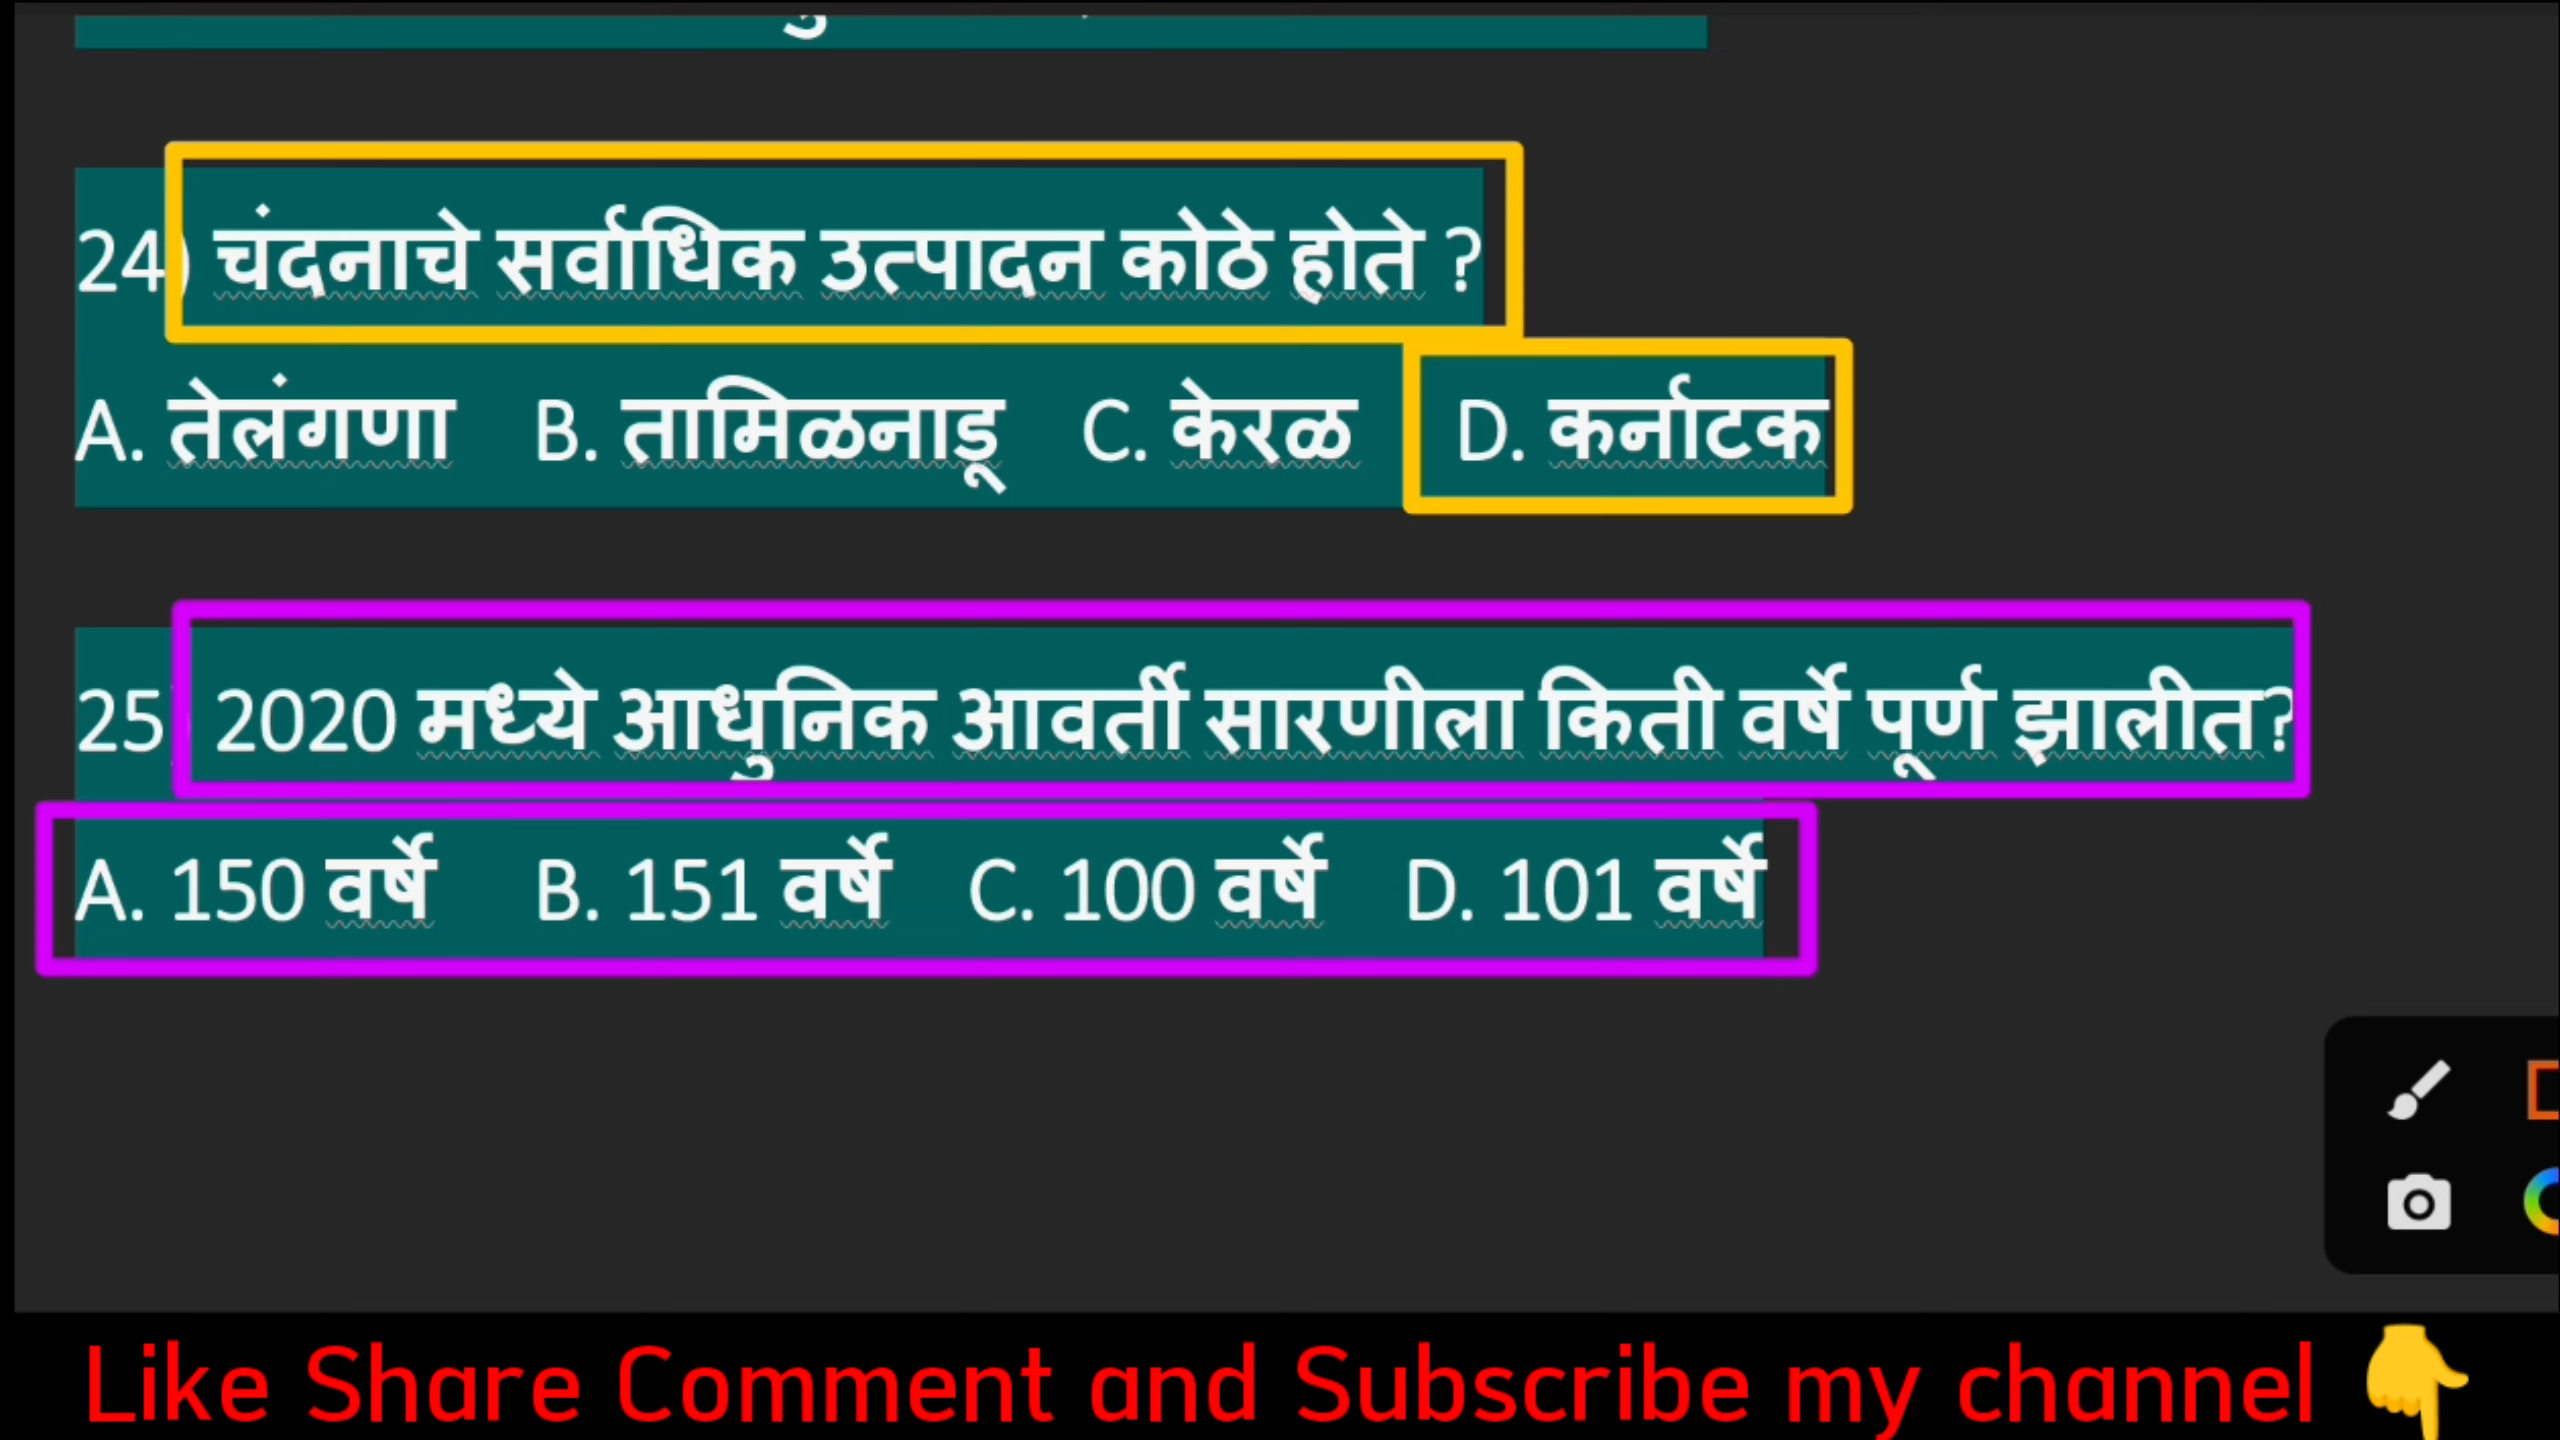 24) चंदनाचे सर्वाधिक उत्पादन कोठे होते ?
A. तेलंगणा B. तामिळनाडू C. केरळ D. कर्नाटक
25) 2020 मध्ये आधुनिक आवर्ती सारणीला किती वर्षे पूर्ण झालीत?
A. 150 वर्षे B. 151 वर्षे C. 100 वर्षे D. 101 वर्षे
Like Share Comment and Subscribe my channel 👇